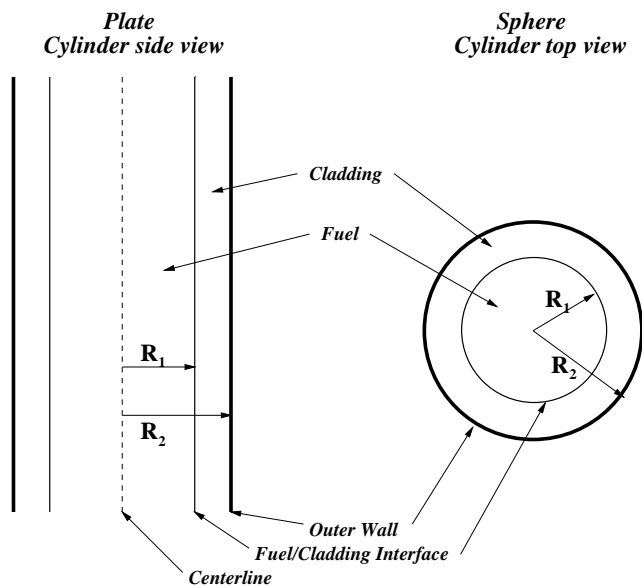 Plate
Cylinder side view
Sphere
Cylinder top view
Cladding
Fuel
R₁
R₂
R₁
R₂
Outer Wall
Fuel/Cladding Interface
Centerline